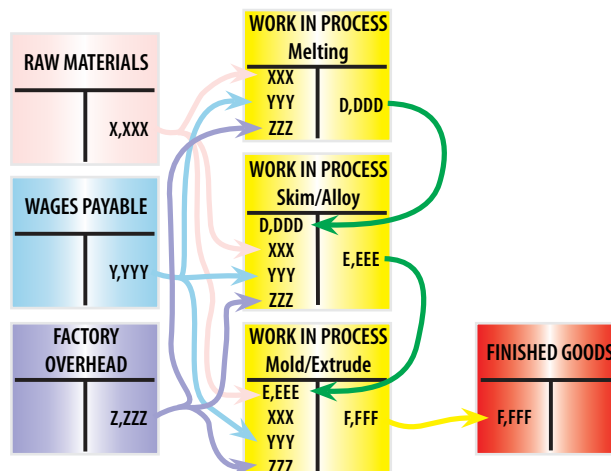 RAW MATERIALS
X,XXX
WAGES PAYABLE
Y,YYY
FACTORY
OVERHEAD
Z,ZZZ
WORK IN PROCESS
Melting
XXX
YYY
D,DDD
ZZZ
WORK IN PROCESS
Skim/Alloy
D,DDD
XXX
E,EEE
YYY
ZZZ
WORK IN PROCESS
Mold/Extrude
E,EEE
XXX
F,FFF
YYY
ZZZ
FINISHED GOODS
F,FFF